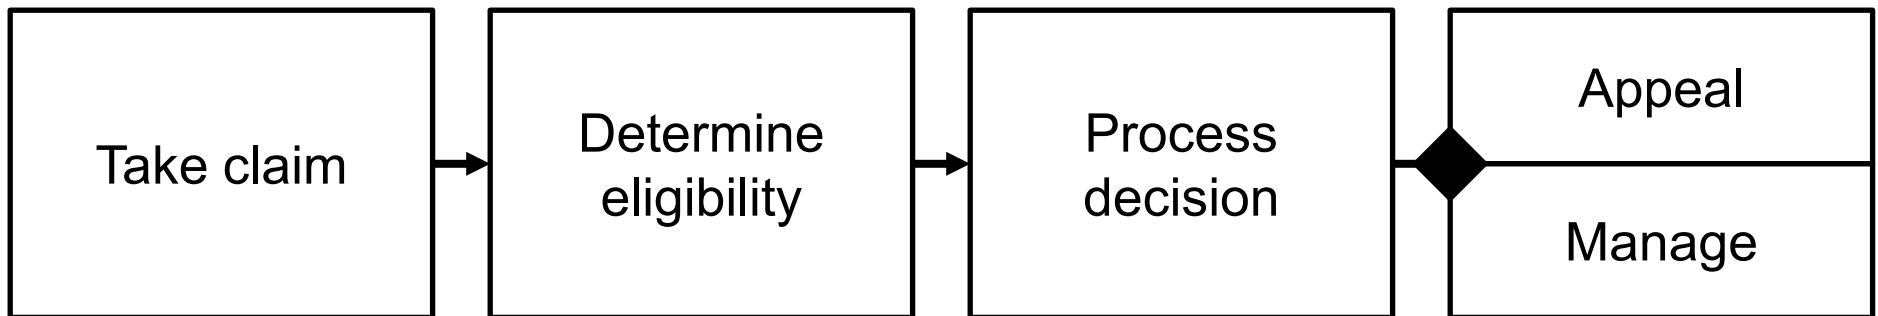 Take claim
Determine
eligibility
Process
decision
Appeal
Manage